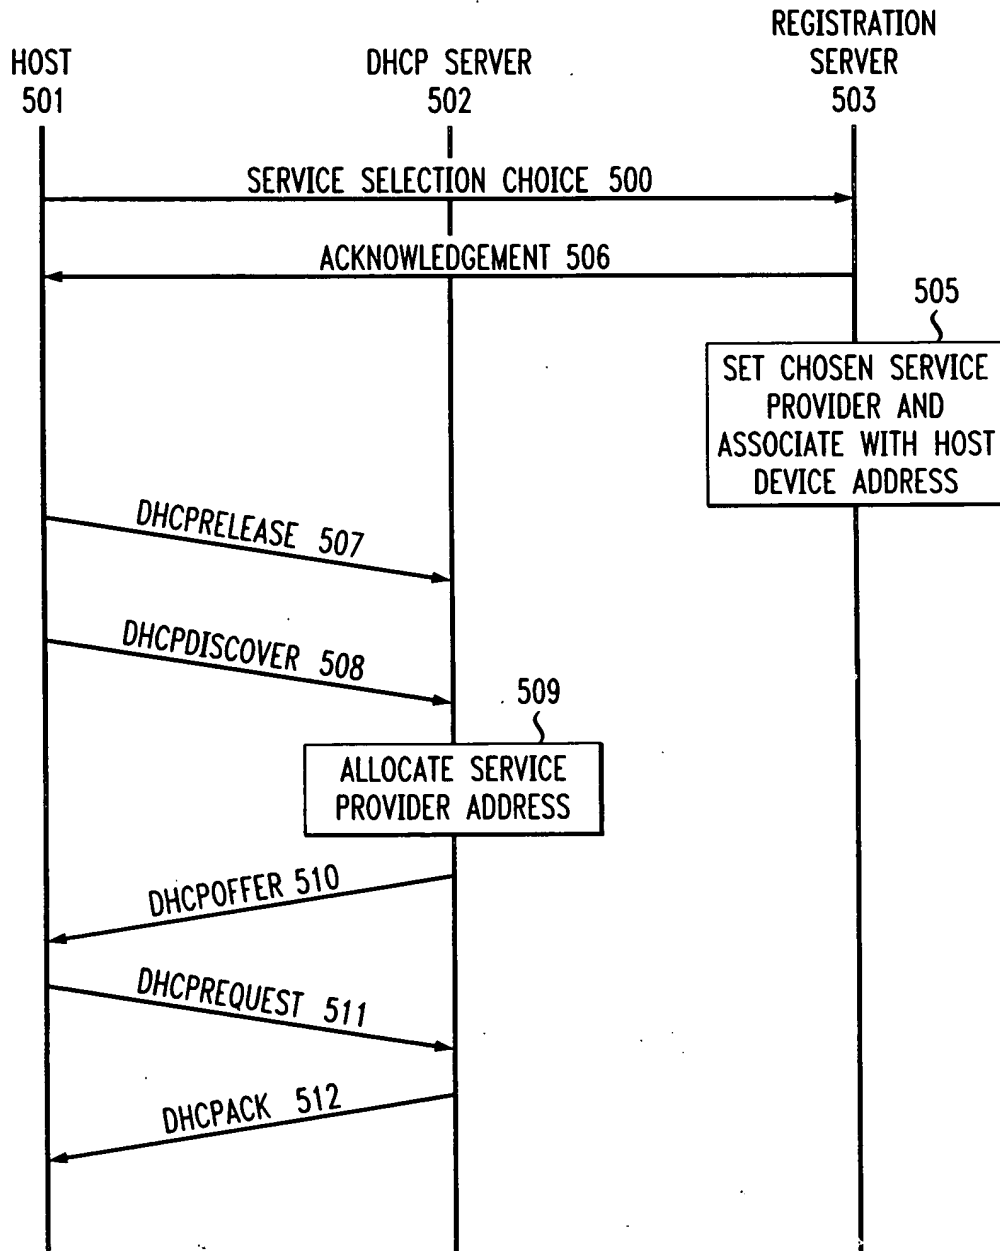 HOST
501
DHCP SERVER
502
REGISTRATION
SERVER
503
SERVICE SELECTION CHOICE 500
ACKNOWLEDGEMENT 506
505
SET CHOSEN SERVICE
PROVIDER AND
ASSOCIATE WITH HOST
DEVICE ADDRESS
DHCPRELEASE 507
DHCPDISCOVER 508
509
ALLOCATE SERVICE
PROVIDER ADDRESS
DHCPOFFER 510
DHCPREQUEST 511
DHCPACK 512